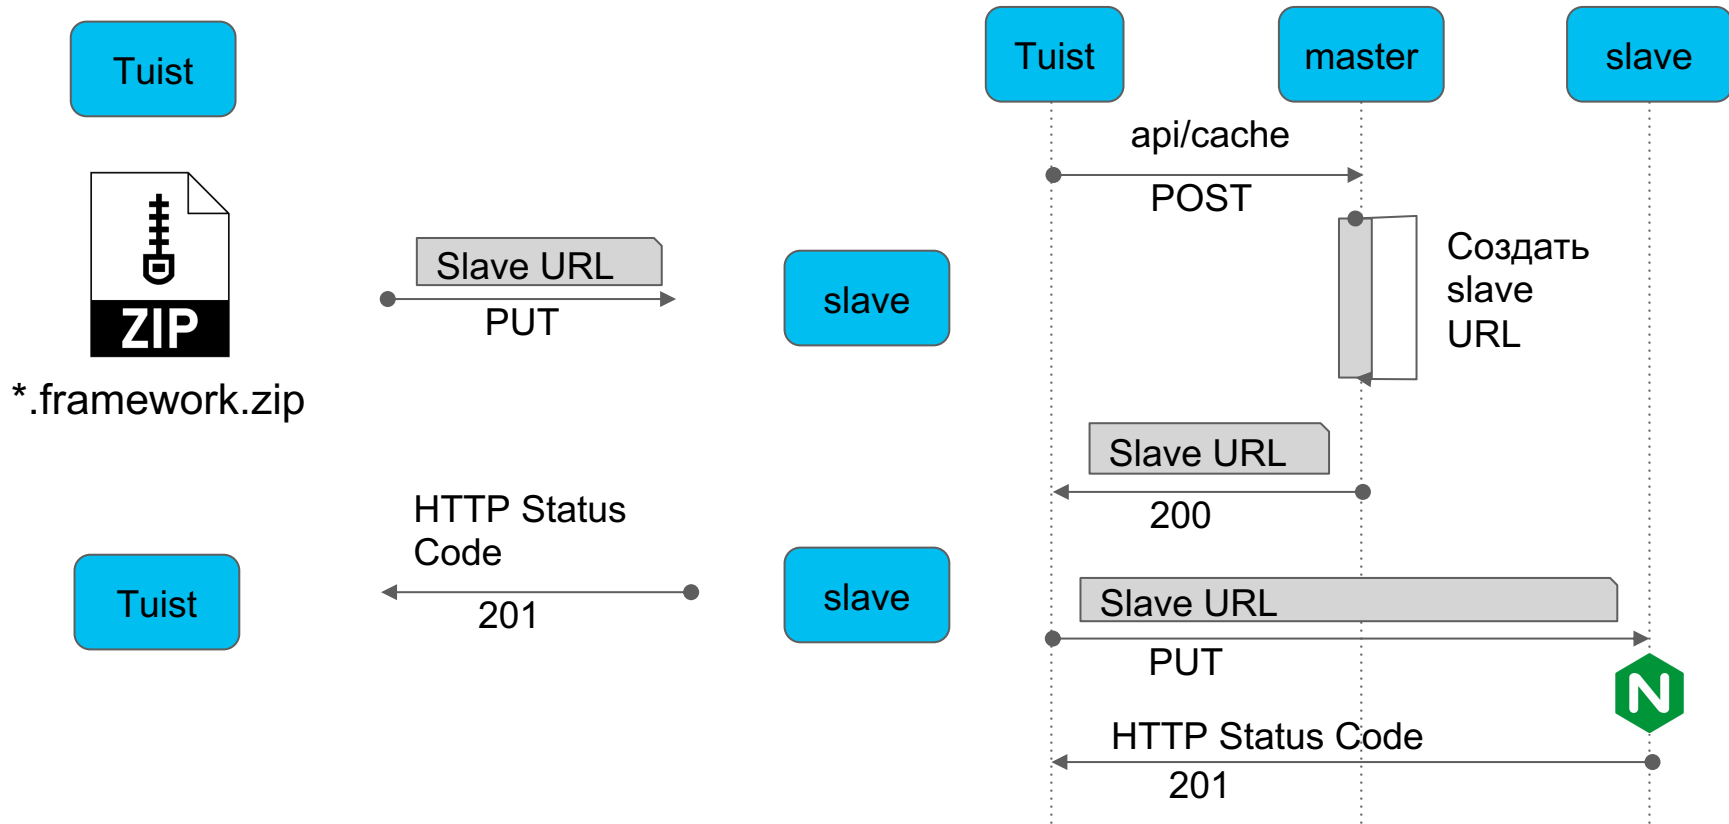 Tuist
ZIP
*.framework.zip
Slave URL
PUT
slave
HTTP Status
Code
201
Tuist
slave
Tuist
master
slave
api/cache
POST
Создать
slave
URL
Slave URL
200
Slave URL
PUT
N
HTTP Status Code
201